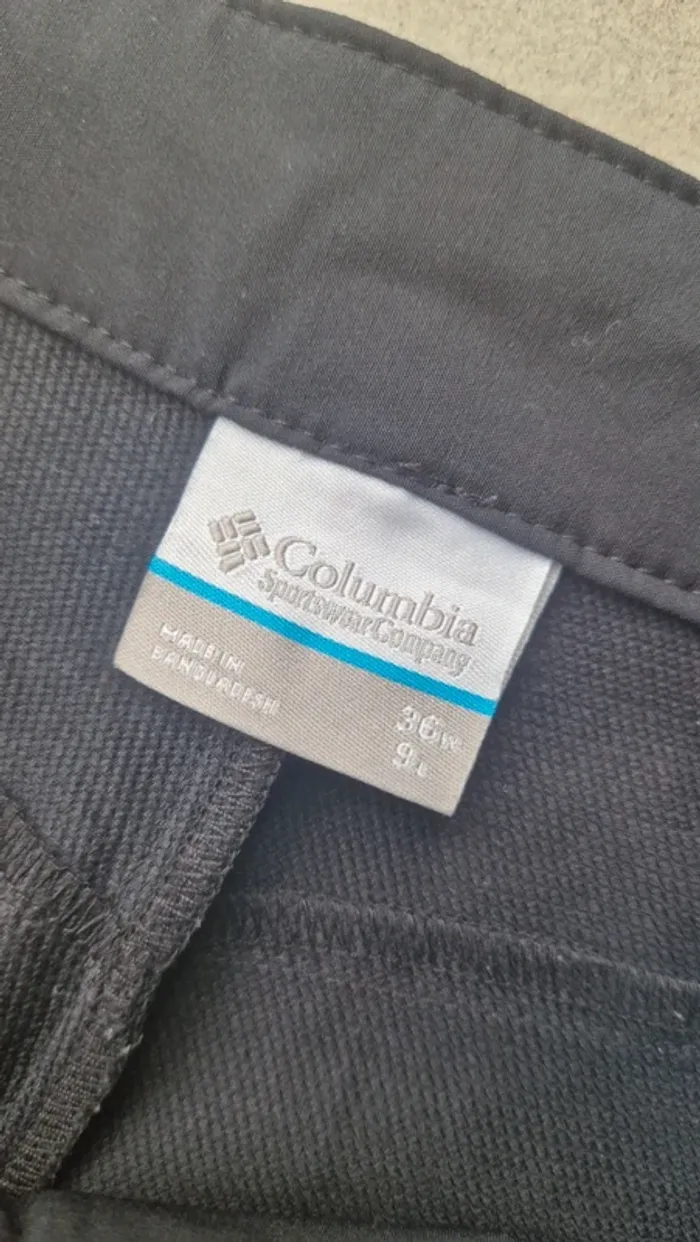 Columbia
Sportswear Company
MADE IN
BANGLADESH
36W
9L